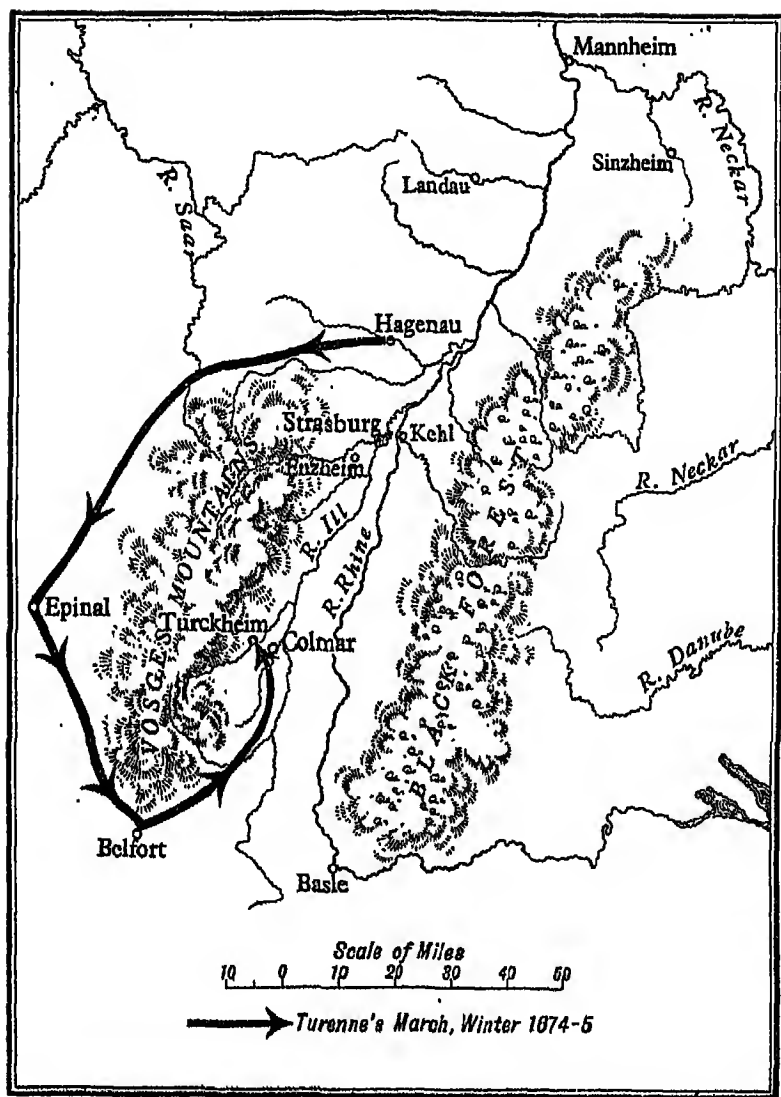 Mannheim
R. Neckar
Sinzheim
Landau
R. Saar
Hagenau
Strasburg
Kehl
Enzheim
R. Neckar
VOSGES MOUNTAINS
R. Ill
R. Rhine
BLACK FOREST
Epinal
Turckheim
Colmar
R. Danube
Belfort
Basle
Scale of Miles
10 0 10 20 30 40 50
Turenne's March, Winter 1674-5